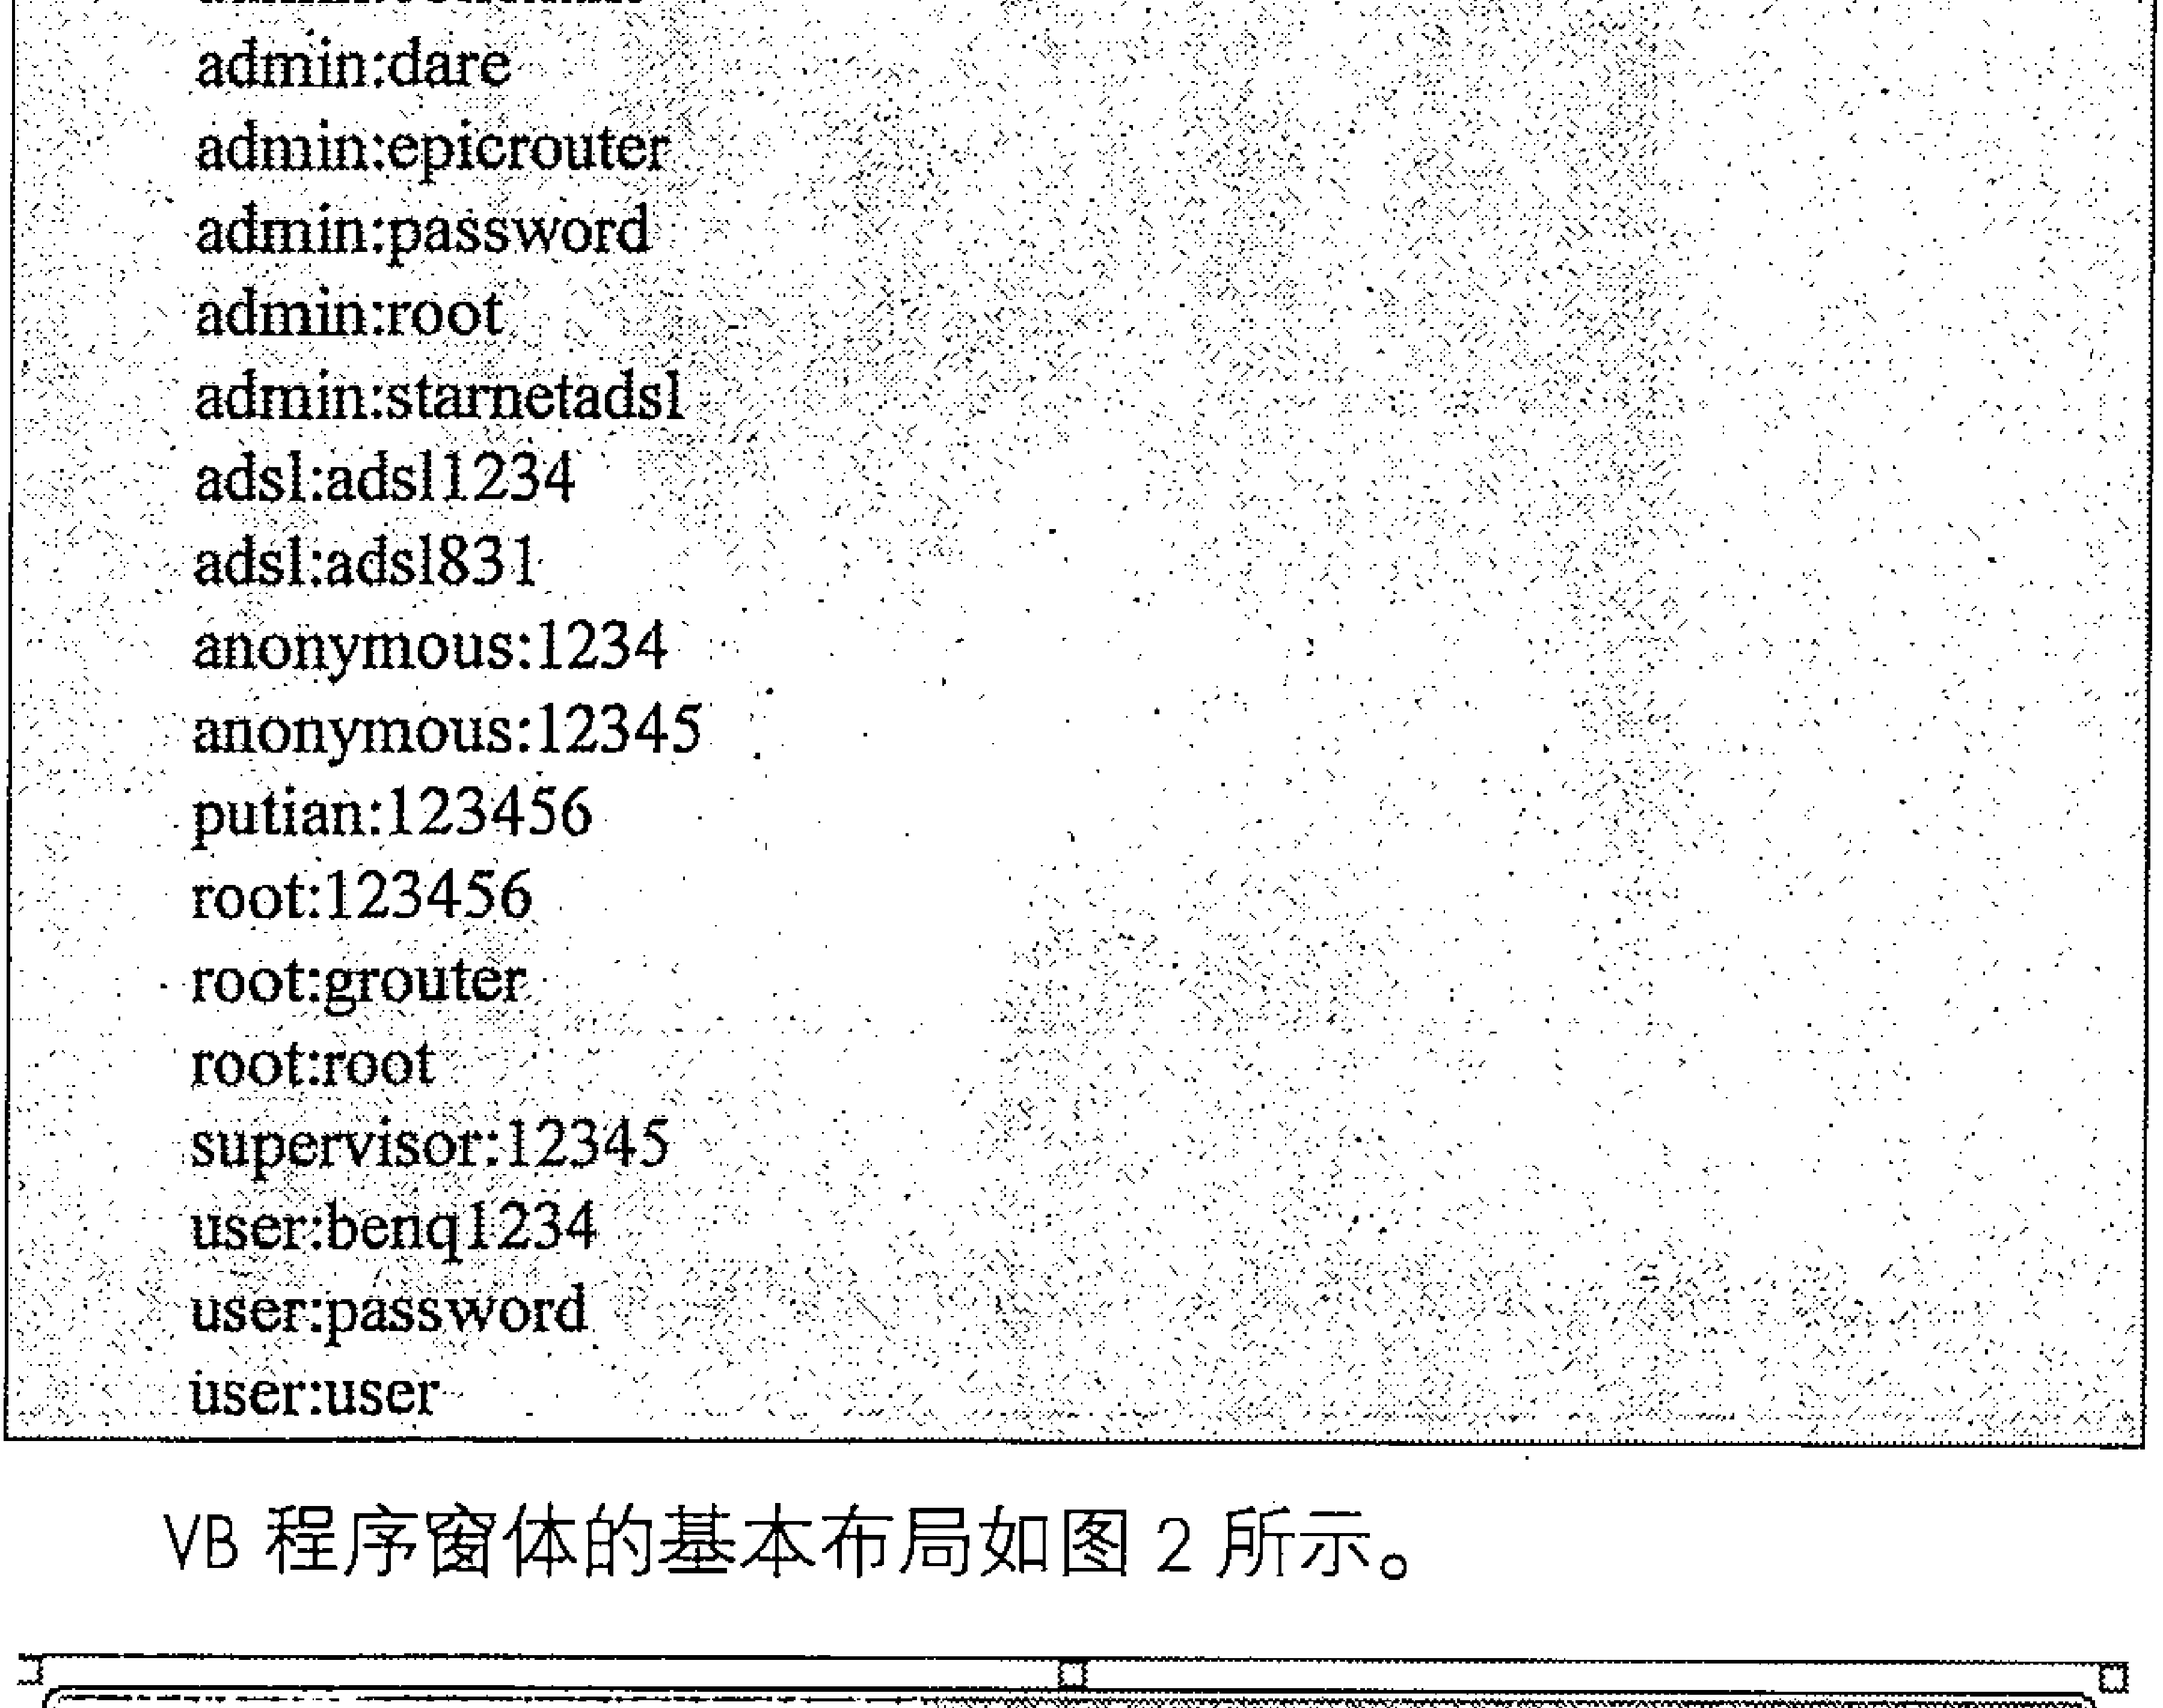 admin:dare
admin:epicrouter
admin:password
admin:root
admin:starnetadsl
adsl:adsl1234
adsl:adsl831
anonymous:1234
anonymous:12345
putian:123456
root:123456
root:grouter
root:root
supervisor:12345
user:benq1234
user:password
user:user
VB 程序窗体的基本布局如图 2 所示。